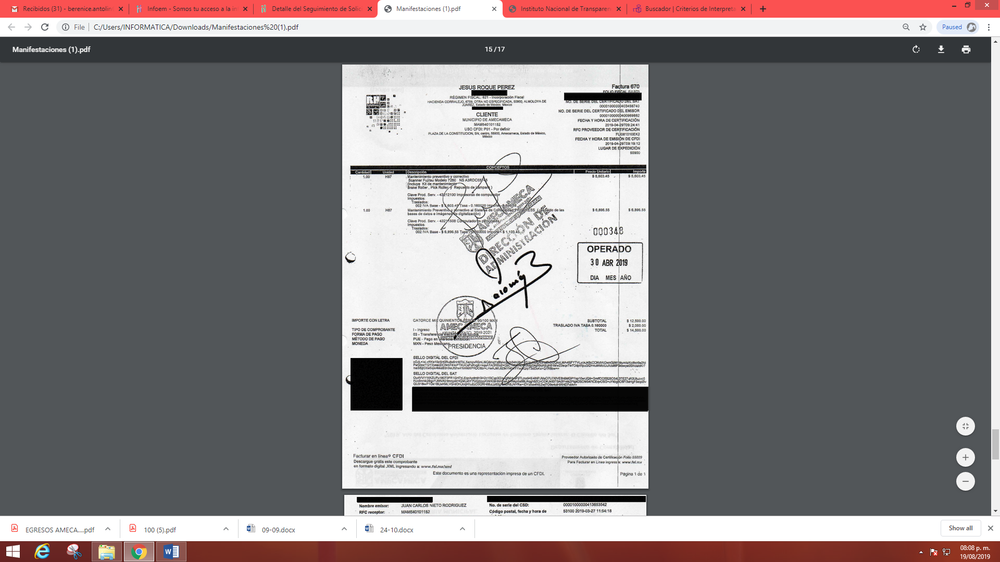 Recibidos (31) - berenice.antolin
Infoem - Somos tu acceso a la in
Detalle del Seguimiento de Solici
Manifestaciones (1).pdf
Instituto Nacional de Transparen
Buscador | Criterios de Interpreta
File
C:/Users/INFORMATICA/Downloads/Manifestaciones%20(1).pdf
Paused
Manifestaciones (1).pdf
15 / 17
RH
Solutions
JESUS ROQUE PEREZ
RÉGIMEN FISCAL: 621 - Incorporación Fiscal
HACIENDA CORRALEJO, 6759, OTRA NO ESPECIFICADA, 50900, ALMOLOYA DE
JUAREZ, Estado de México, México
CLIENTE
MUNICIPIO DE AMECAMECA
MAM540101152
USO CFDI: P01 - Por definir
PLAZA DE LA CONSTITUCION, SN, centro, 56900, Amecameca, Estado de México,
México
Factura 670
FOLIO FISCAL (UUID)
NO. DE SERIE DEL CERTIFICADO DEL SAT
00001000000403498740
NO. DE SERIE DEL CERTIFICADO DEL EMISOR
00001000000400969882
FECHA Y HORA DE CERTIFICACIÓN
2019-04-29T09:24:41
RFC PROVEEDOR DE CERTIFICACIÓN
FLI081010EK2
FECHA Y HORA DE EMISIÓN DE CFDI
2019-04-29T09:19:12
LUGAR DE EXPEDICIÓN
50900
CONCEPTOS
Cantidad Unidad Descripción Precio Unitario Importe
1.00 H87 Mantenimiento preventivo y correctivo $ 5,603.45 $ 5,603.45
Scanner Fujitsu Modelo 7260 NS A3RDC03745
(Incluye Kit de mantenimiento
Brake Roller , Pick Roller y Repuesto de Lampara )
Clave Prod. Serv. - 43212100 Impresoras de computador
Impuestos:
Traslados:
002 IVA Base - $ 5,603.45 Tasa - 0.160000 Importe - $ 896.55
1.00 H87 Mantenimiento Preventivo y correctivo al Sistema de Contabilidad PROGRESS ( respaldo de las $ 6,896.55 $ 6,896.55
bases de datos e imágenes de digitalización)
Clave Prod. Serv. - 43211508 Computadores personales
Impuestos:
Traslados:
002 IVA Base - $ 6,896.55 Tasa - 0.160000 Importe - $ 1,103.45
AMECAMECA
DIRECCIÓN DE
ADMINISTRACIÓN
000348
OPERADO
30 ABR 2019
DIA MES AÑO
IMPORTE CON LETRA CATORCE MIL QUINIENTOS PESOS 00/100 MXN
SUBTOTAL $ 12,500.00
TRASLADO IVA TASA 0.160000 $ 2,000.00
TOTAL $ 14,500.00
TIPO DE COMPROBANTE I - Ingreso
FORMA DE PAGO 03 - Transferencia electrónica de fondos
MÉTODO DE PAGO PUE - Pago en una sola exhibición
MONEDA MXN - Peso Mexicano
AMECAMECA
AYUNTAMIENTO, 2019-2021
PRESIDENCIA
SELLO DIGITAL DEL CFDI
SELLO DIGITAL DEL SAT
Facturar en línea® CFDI
Descargue gratis este comprobante
en formato digital .XML ingresando a: www.fel.mx/xml
Proveedor Autorizado de Certificación Folio 55029
Para Facturar en Linea ingrese a: www.fel.mx
Este documento es una representación impresa de un CFDI.
Página 1 de 1
Nombre emisor: JUAN CARLOS NIETO RODRIGUEZ
No. de serie del CSD: 00001000000413653542
RFC receptor: MAM540101152
Código postal, fecha y hora de 53100 2019-03-27 11:54:18
EGRESOS AMECA....pdf
100 (5).pdf
09-09.docx
24-10.docx
Show all
08:08 p. m.
19/08/2019